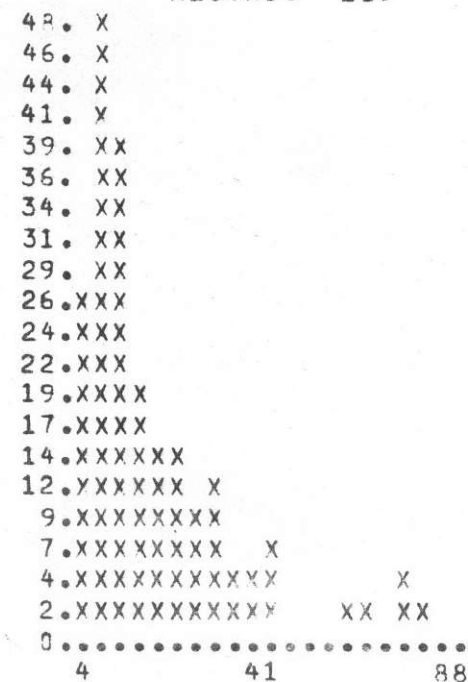 48. X
46. X
44. X
41. X
39. XX
36. XX
34. XX
31. XX
29. XX
26.XXX
24.XXX
22.XXX
19.XXXX
17.XXXX
14.XXXXXX
12.XXXXXX X
9.XXXXXXXX
7.XXXXXXXX  X
4.XXXXXXXXXXX      X
2.XXXXXXXXXXX   XX XX
0......................
4 41 88